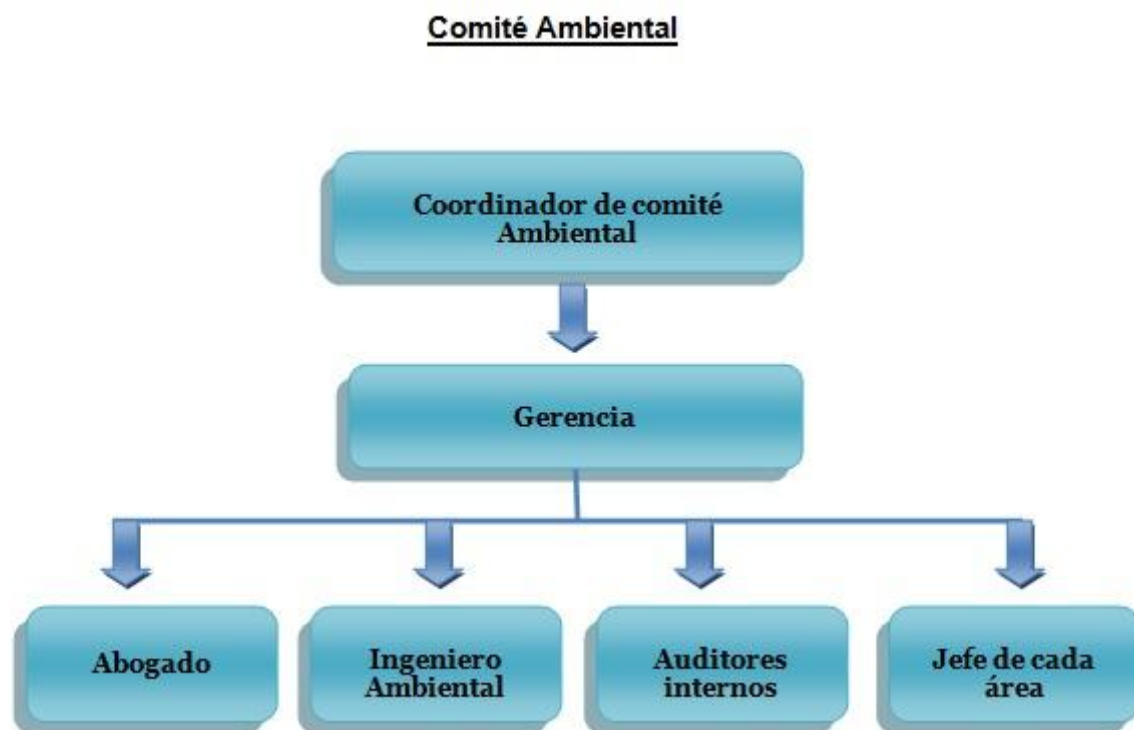 Comité Ambiental
Coordinador de comité
Ambiental
Gerencia
Abogado
Ingeniero
Ambiental
Auditores
internos
Jefe de cada
área